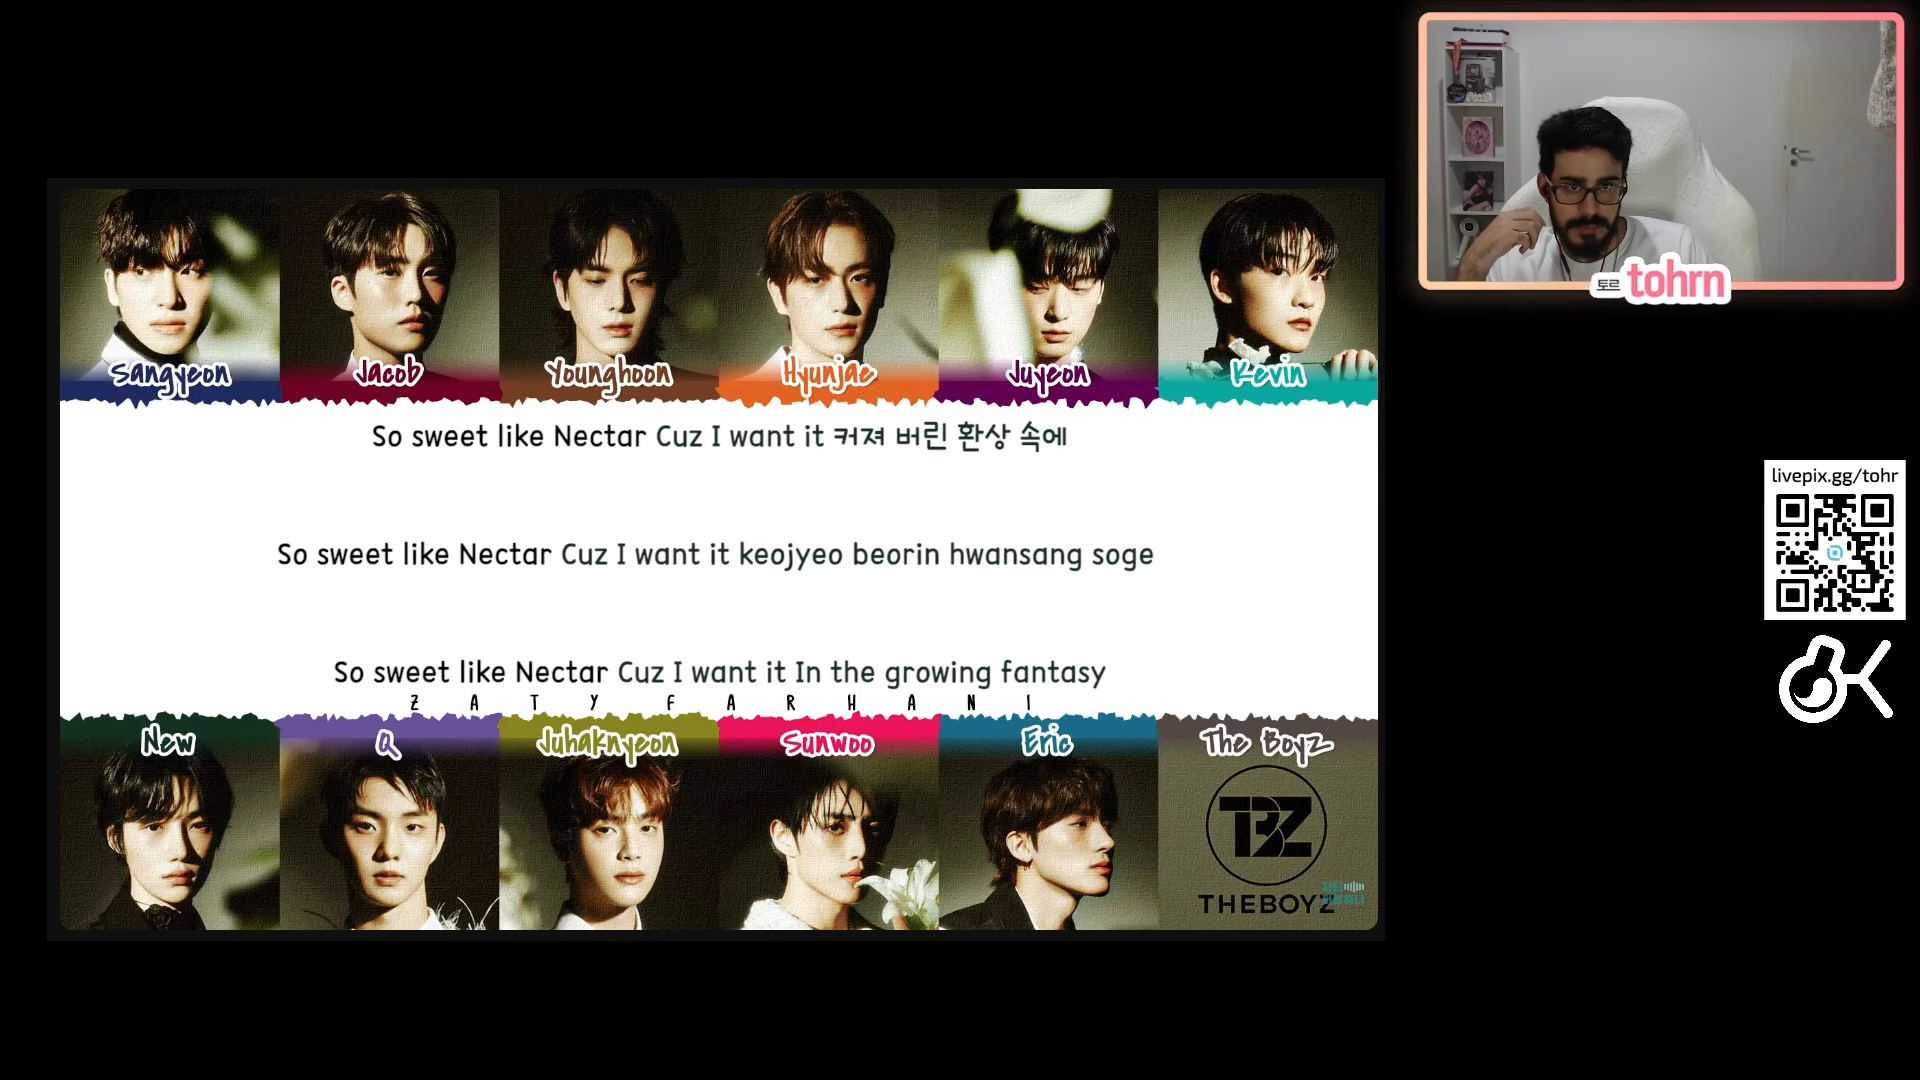 Sangyeon
Jacob
Younghoon
Hyunjae
Juyeon
Kevin
So sweet like Nectar Cuz I want it 커져 버린 환상 속에
So sweet like Nectar Cuz I want it keojyeo beorin hwansang soge
So sweet like Nectar Cuz I want it In the growing fantasy
Z A T Y F A R H A N I
New
Q
Juhaknyeon
Sunwoo
Eric
The Boyz
TBZ
THEBOYZ
토르 tohrn
livepix.gg/tohr